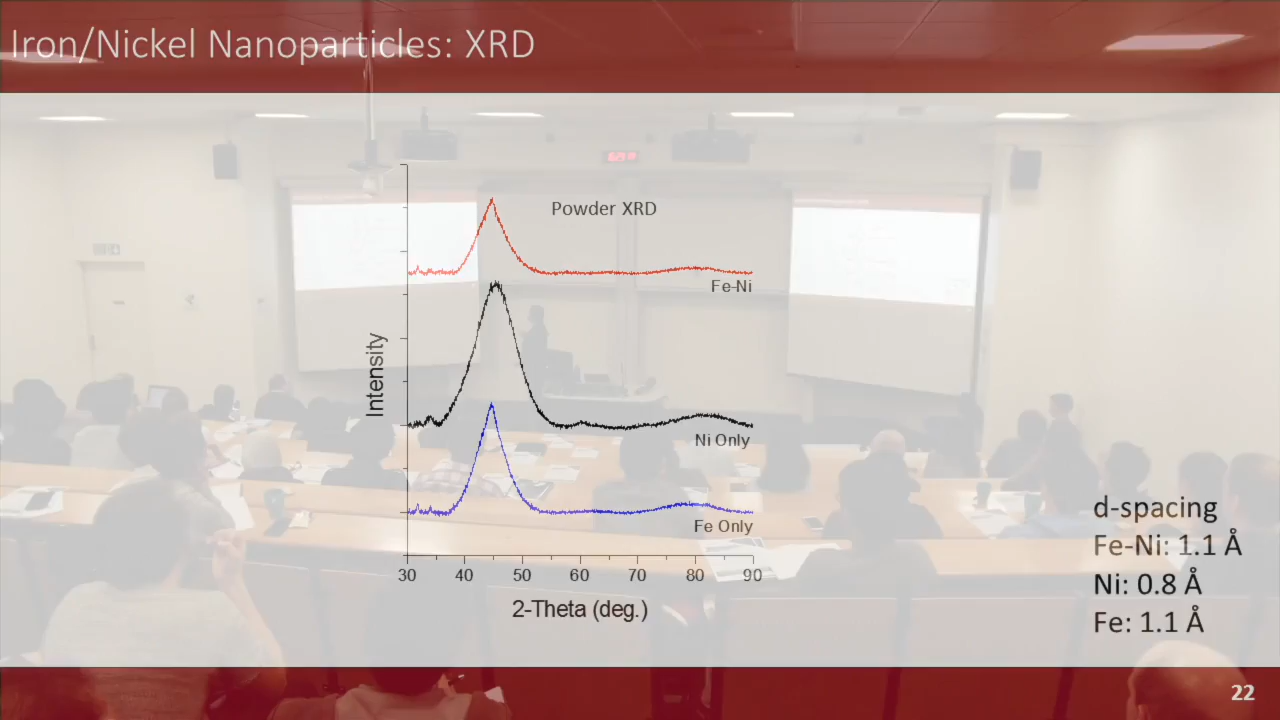 Iron/Nickel Nanoparticles: XRD
Powder XRD
Fe-Ni
Intensity
Ni Only
Fe Only
30 40 50 60 70 80 90
2-Theta (deg.)
d-spacing
Fe-Ni: 1.1 Å
Ni: 0.8 Å
Fe: 1.1 Å
22